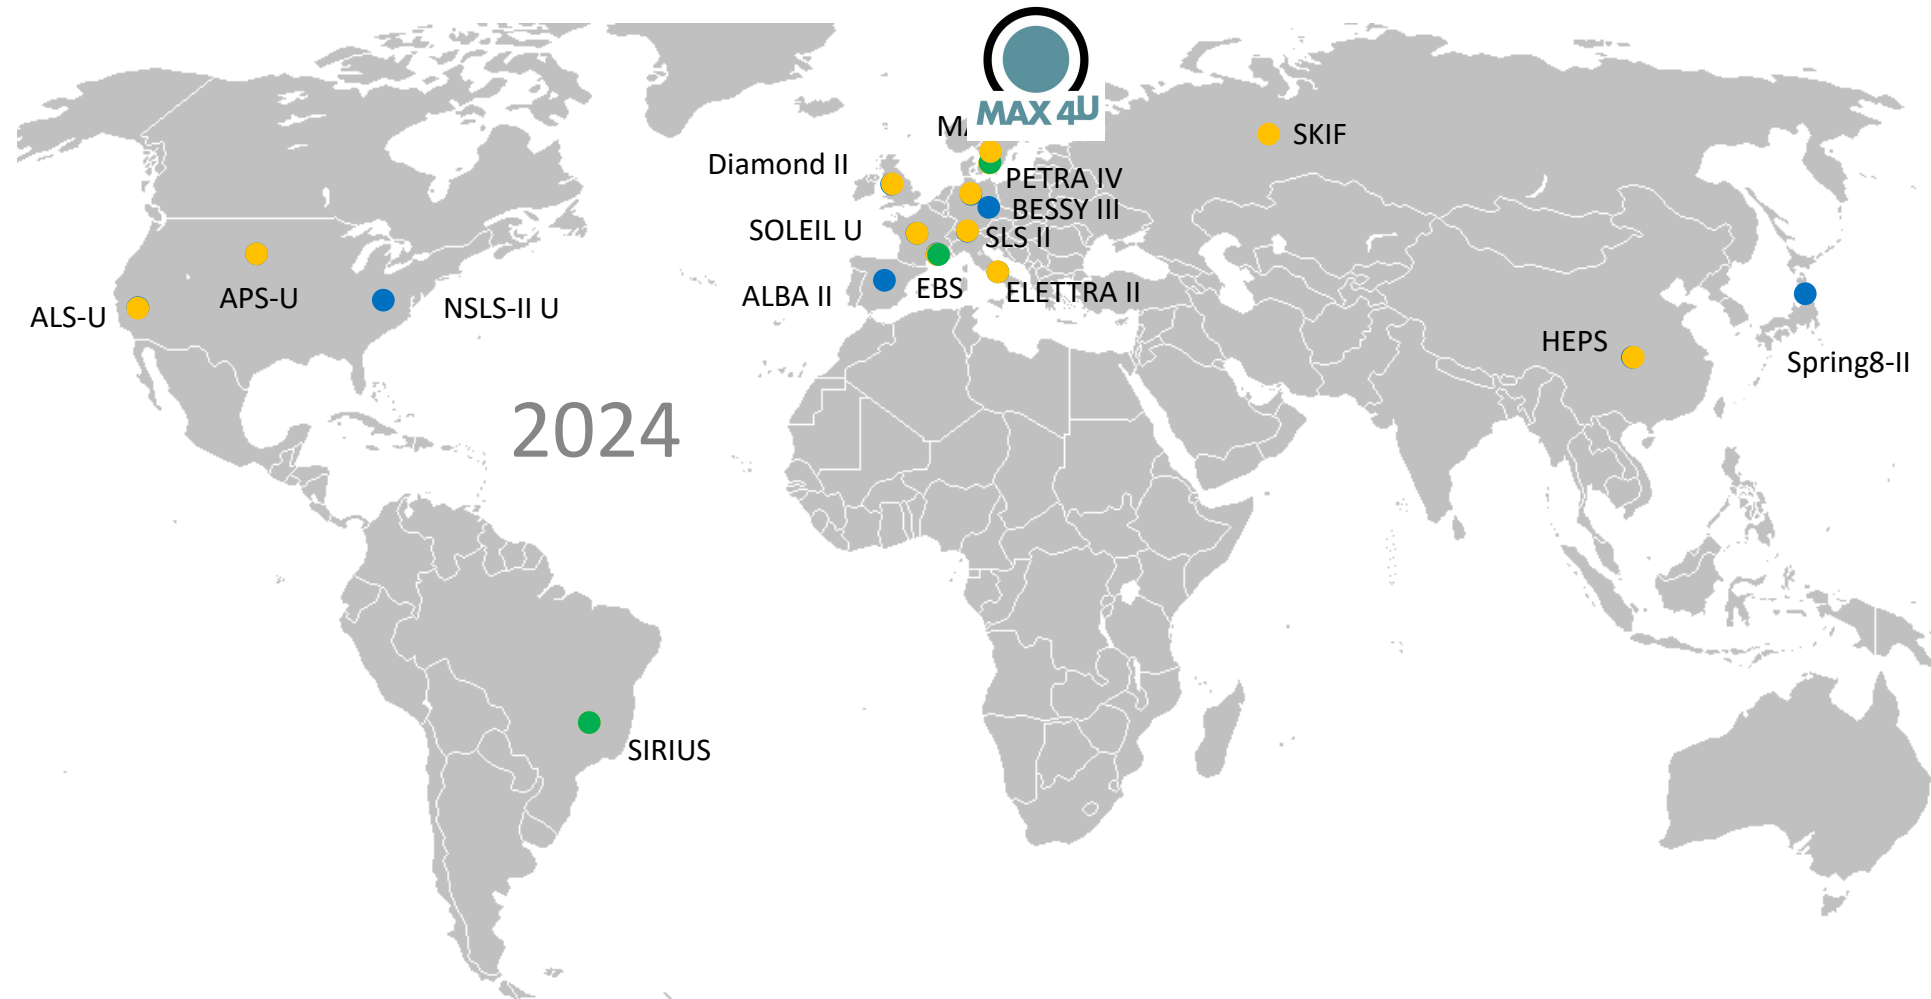 MAX 4U
SKIF
Diamond II
PETRA IV
BESSY III
SOLEIL U
SLS II
ALBA II
EBS
ELETTRA II
ALS-U
APS-U
NSLS-II U
HEPS
Spring8-II
2024
SIRIUS